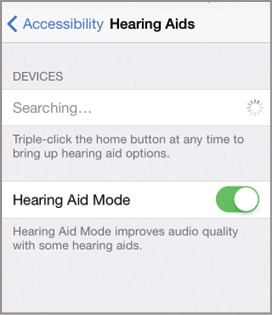 Accessibility Hearing Aids
DEVICES
Searching...
Triple-click the home button at any time to
bring up hearing aid options.
Hearing Aid Mode
Hearing Aid Mode improves audio quality
with some hearing aids.